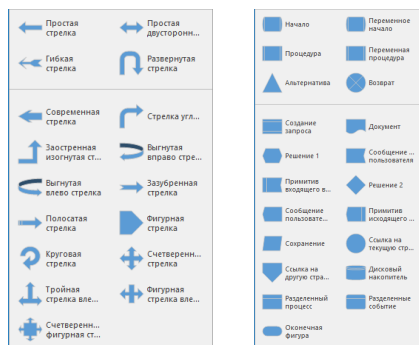 Простая
стрелка
Простая
двусторонн...
Гибкая
стрелка
Развернутая
стрелка
Современная
стрелка
Стрелка угл...
Заостренная
изогнутая ст...
Выгнутая
вправо стре...
Выгнутая
влево стрелка
Зазубренная
стрелка
Полосатая
стрелка
Фигурная
стрелка
Круговая
стрелка
Счетверенн...
стрелка
Тройная
стрелка вле...
Фигурная
стрелка вле...
Счетверенн...
фигурная ст...
Начало
Переменное
начало
Процедура
Переменная
процедура
Альтернатива
Возврат
Создание
запроса
Документ
Решение 1
Сообщение ...
пользователя
Примитив
входящего в...
Решение 2
Сообщение
пользовате...
Примитив
исходящего ...
Сохранение
Ссылка на
текущую стр...
Ссылка на
другую стра...
Дисковый
накопитель
Разделенный
процесс
Разделенные
событие
Оконечная
фигура